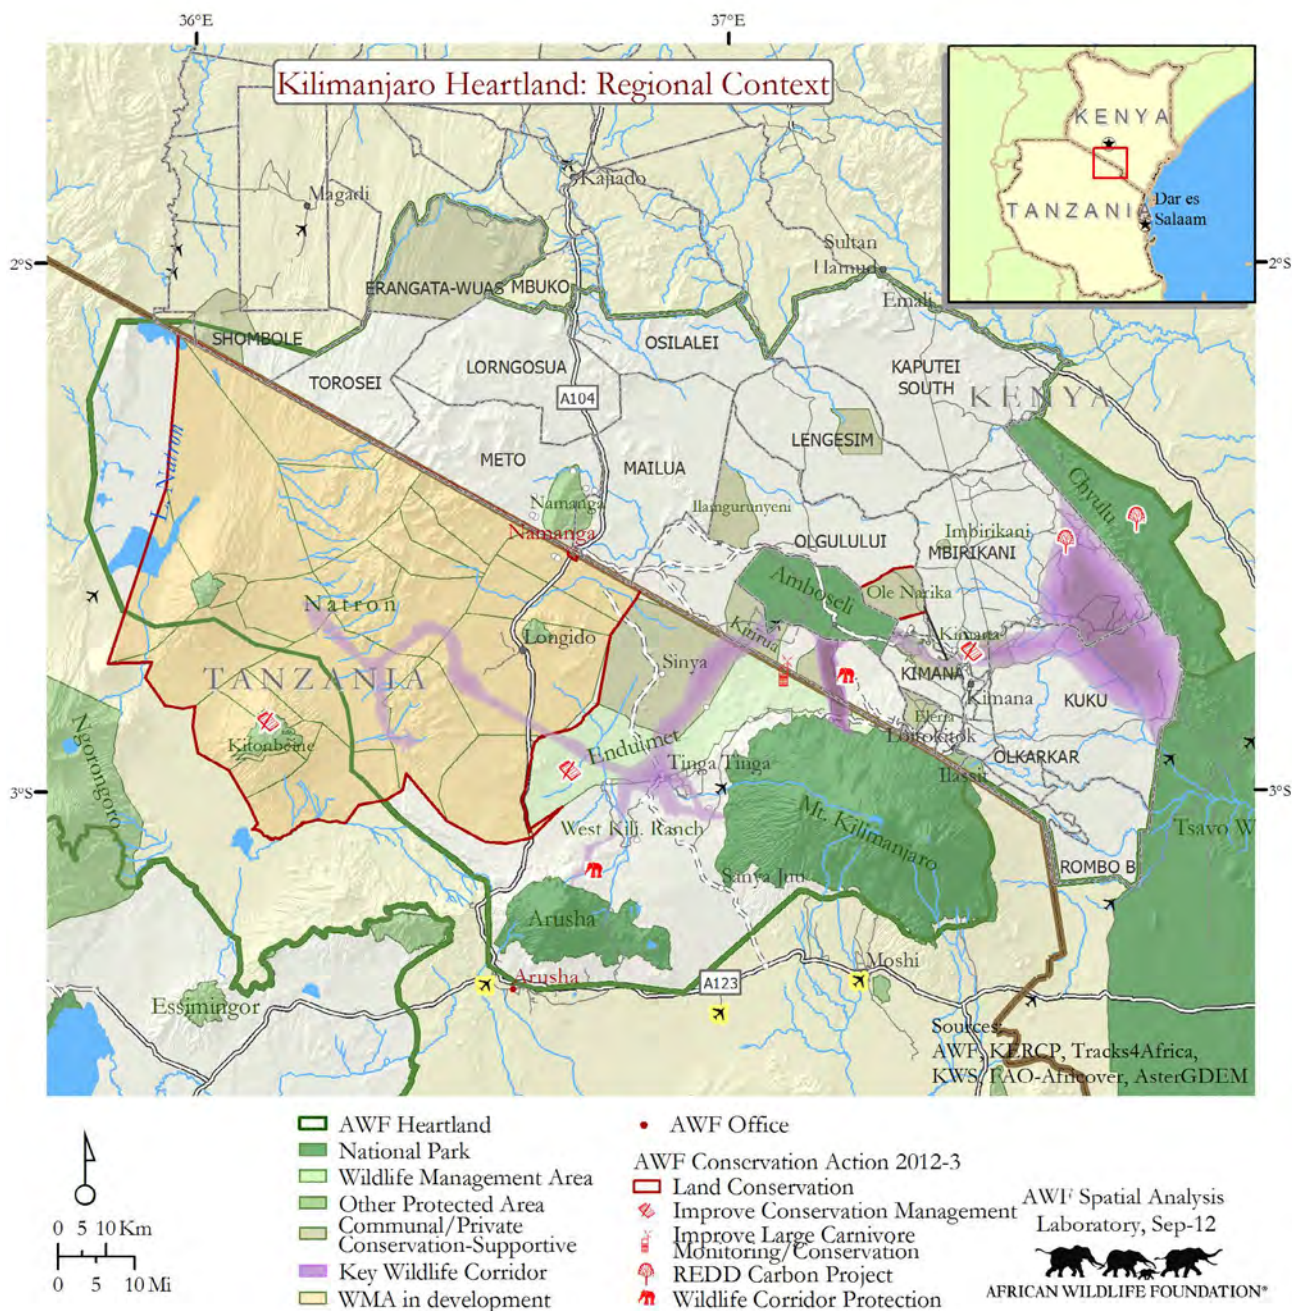 36°E
37°E
Kilimanjaro Heartland: Regional Context
KENYA
TANZANIA
Dar es
Salaam
Kajiado
Magadi
Sultan
Hamud
Emali
2°S
2°S
ERANGATA-WUAS
MBUKO
SHOMBOLE
OSILALEI
LORNGOSUA
TOROSEI
KAPUTEI
SOUTH
KENYA
A104
LENGESIM
METO
MAILUA
L. Natron
Namanga
Ilamgurunyeni
Chyulu
Namanga
OLGULULUI
Imbirikani
MBIRIKANI
Amboseli
Ole Narika
Natron
Longido
Kitirua
Kimana
Sinya
TANZANIA
KIMANA
Kimana
KUKU
Kitonbeine
Eleria
Loitokitok
Ngorongoro
Enduimet
Tinga Tinga
OLKARKAR
Ilassit
3°S
3°S
West Kili. Ranch
Mt. Kilimanjaro
Tsavo W
Sanya Juu
ROMBO B
Arusha
Moshi
Arusha
A123
Essimingor
Sources:
AWF, KERCP, Tracks4Africa,
KWS, FAO-Africover, AsterGDEM
0 5 10 Km
0 5 10 Mi
AWF Heartland
National Park
Wildlife Management Area
Other Protected Area
Communal/Private
Conservation-Supportive
Key Wildlife Corridor
WMA in development
AWF Office
AWF Conservation Action 2012-3
Land Conservation
Improve Conservation Management
Improve Large Carnivore
Monitoring/Conservation
REDD Carbon Project
Wildlife Corridor Protection
AWF Spatial Analysis
Laboratory, Sep-12
AFRICAN WILDLIFE FOUNDATION®